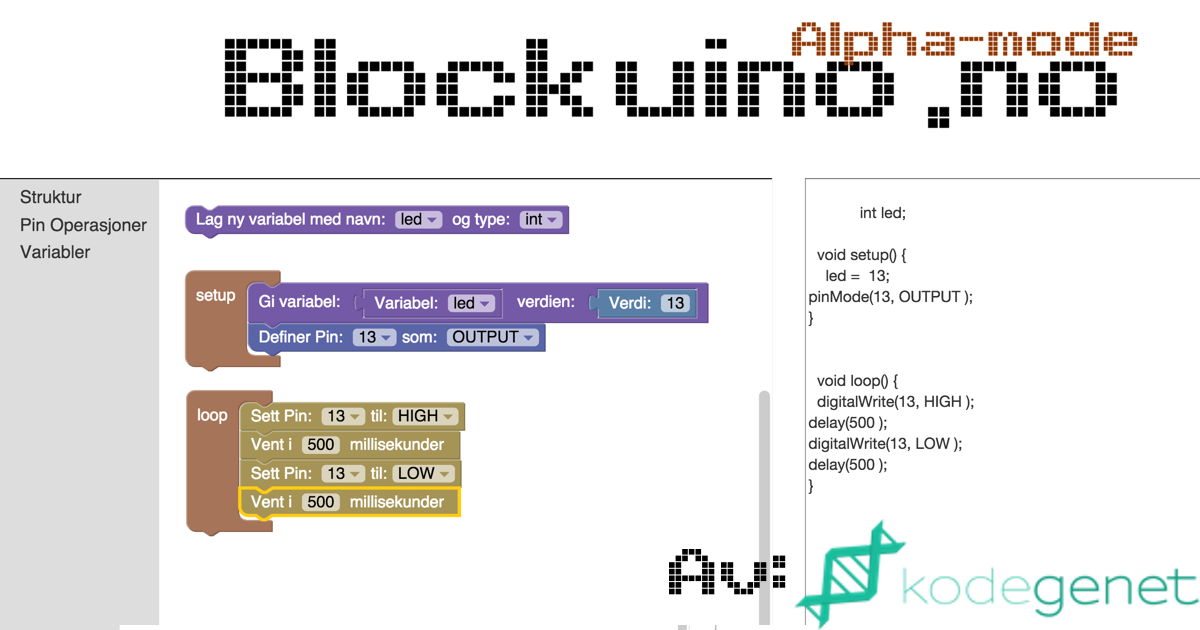 Alpha-mode
Blockuino.no
Struktur
Pin Operasjoner
Variabler
Lag ny variabel med navn: led og type: int
setup
Gi variabel: Variabel: led verdien: Verdi: 13
Definer Pin: 13 som: OUTPUT
loop
Sett Pin: 13 til: HIGH
Vent i 500 millisekunder
Sett Pin: 13 til: LOW
Vent i 500 millisekunder
int led;
void setup() {
led = 13;
pinMode(13, OUTPUT );
}
void loop() {
digitalWrite(13, HIGH );
delay(500 );
digitalWrite(13, LOW );
delay(500 );
}
Av:
kodegenet